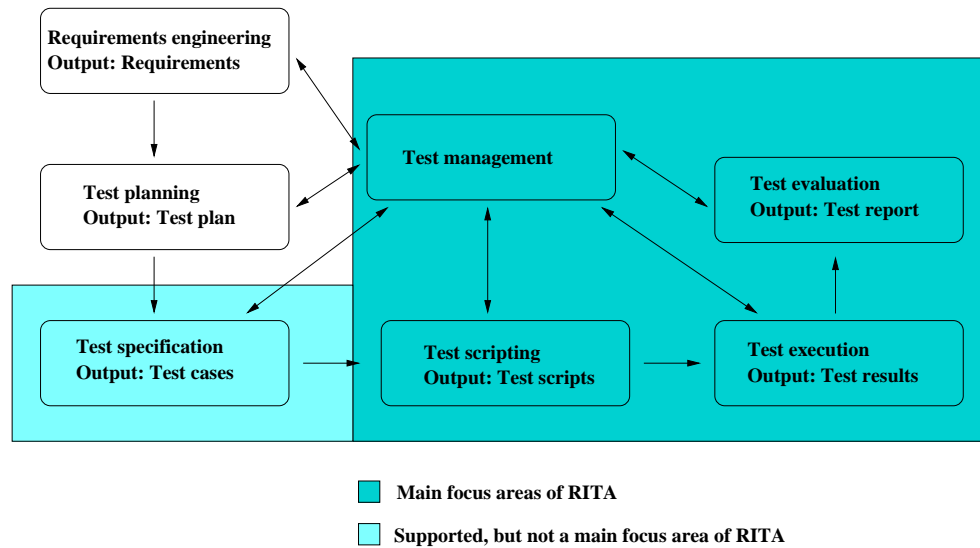 Requirements engineering
Output: Requirements
Test management
Test planning
Output: Test plan
Test evaluation
Output: Test report
Test specification
Output: Test cases
Test scripting
Output: Test scripts
Test execution
Output: Test results
Main focus areas of RITA
Supported, but not a main focus area of RITA